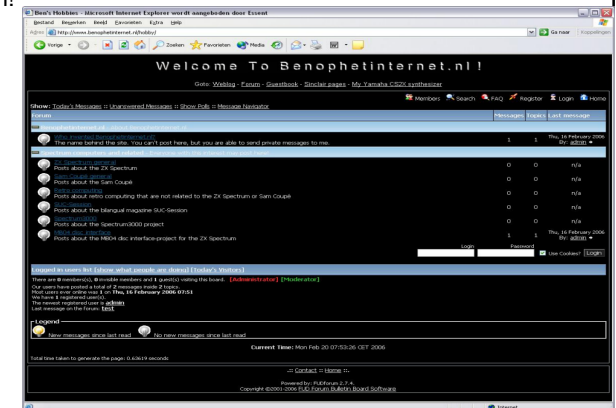 Ben's Hobbies - Microsoft Internet Explorer wordt aangeboden door Essent
Bestand Bewerken Beeld Favorieten Extra Help
Adres http://www.benophetinternet.nl/hobby/ Ga naar Koppelingen
Vorige Zoeken Favorieten Media
Welcome To Benophetinternet.nl!
Goto: Weblog - Forum - Guestbook - Sinclair pages - My Yamaha CS2X synthesizer
Members Search FAQ Register Login Home
Show: Today's Messages :: Unanswered Messages :: Show Polls :: Message Navigator
Forum Messages Topics Last message
Who invented Benophetinternet.nl?
The name behind the site. You can't post here, but you are able to send private messages to me. 1 1 Thu, 16 February 2006
By: admin
ZX Spectrum general
Posts about the ZX Spectrum 0 0 n/a
Sam Coupé general
Posts about the Sam Coupé 0 0 n/a
Retro computing
Posts about retro computing that are not related to the ZX Spectrum or Sam Coupé 0 0 n/a
SUC-Session
Posts about the bilangual magazine SUC-Session 0 0 n/a
Spectrum3000
Posts about the Spectrum3000 project 0 0 n/a
MB04 disc interface
Posts about the MB04 disc interface-project for the ZX Spectrum 1 1 Thu, 16 February 2006
By: admin
Login Password
Use Cookies? Login
Logged in users list [show what people are doing] [Today's Visitors]
There are 0 members(s), 0 invisible members and 1 guest(s) visiting this board. [Administrator] [Moderator]
Our users have posted a total of 2 messages inside 2 topics.
Most users ever online was 1 on Thu, 16 February 2006 07:51
We have 1 registered user(s).
The newest registered user is admin
Last message on the forum: test
Legend
New messages since last read No new messages since last read
Current Time: Mon Feb 20 07:53:26 CET 2006
Total time taken to generate the page: 0.63619 seconds
.:: Contact :: Home ::.
Powered by: FUDforum 2.7.4.
Copyright ©2001-2006 FUD Forum Bulletin Board Software
Internet